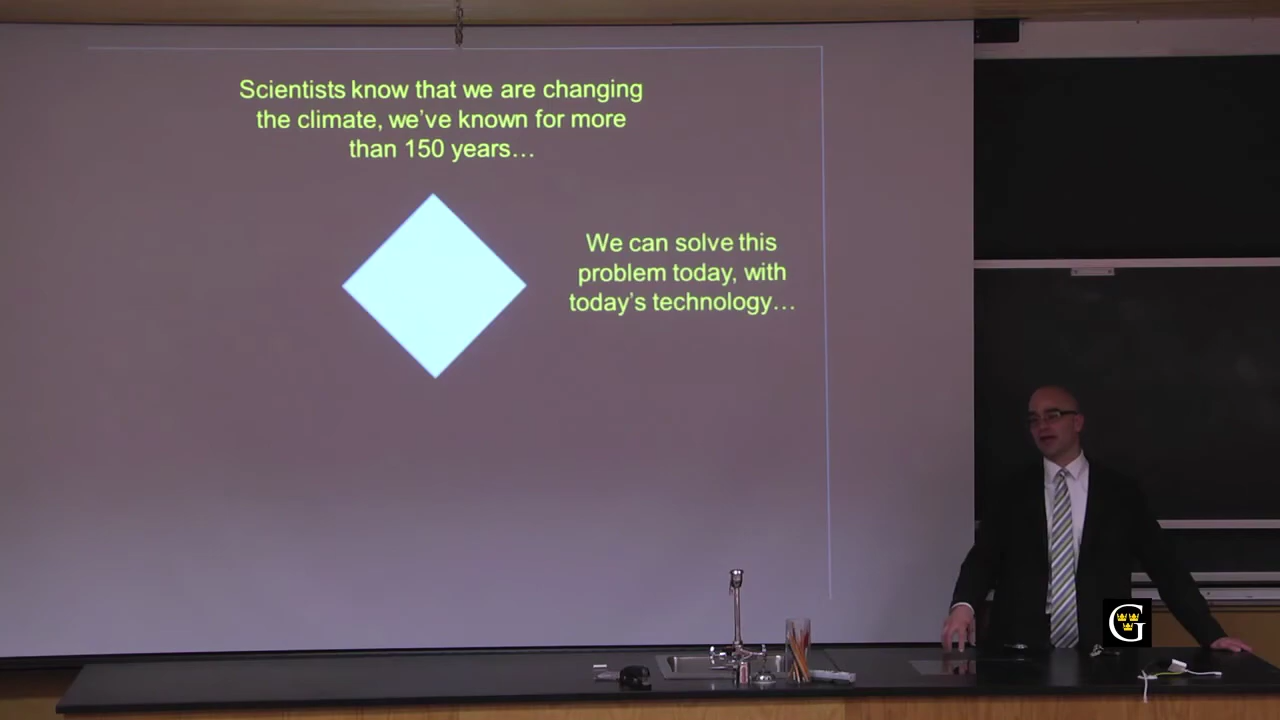 Scientists know that we are changing
the climate, we've known for more
than 150 years…
We can solve this
problem today, with
today's technology…
G